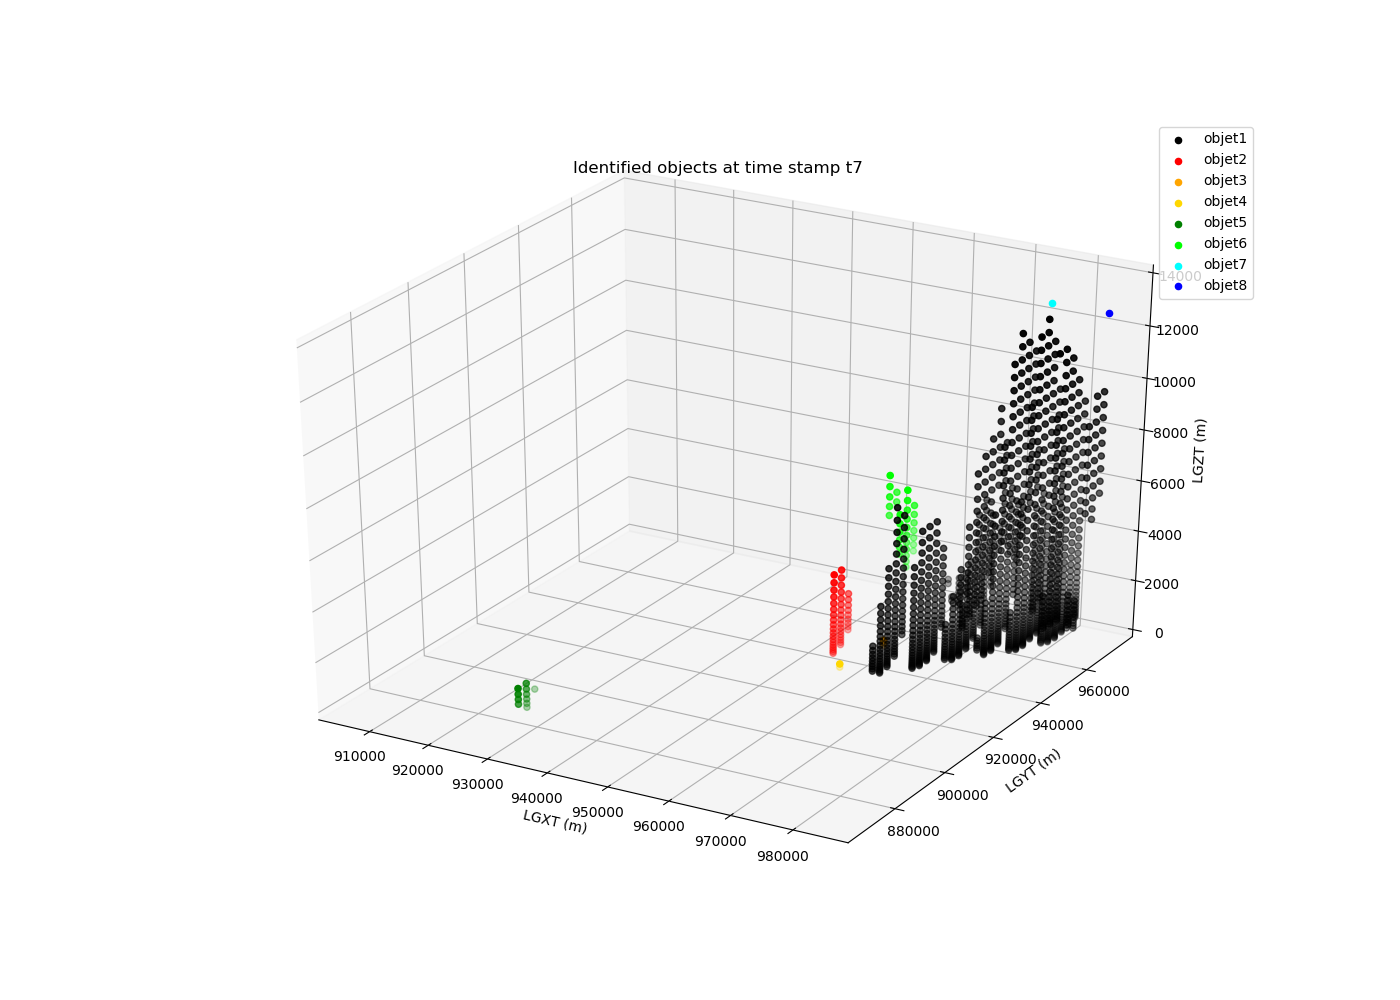 Identified objects at time stamp t7
objet1
objet2
objet3
objet4
objet5
objet6
objet7
objet8
14000
12000
10000
8000
6000
4000
2000
0
LGZT (m)
960000
940000
920000
900000
880000
LGYT (m)
910000
920000
930000
940000
950000
960000
970000
980000
LGXT (m)